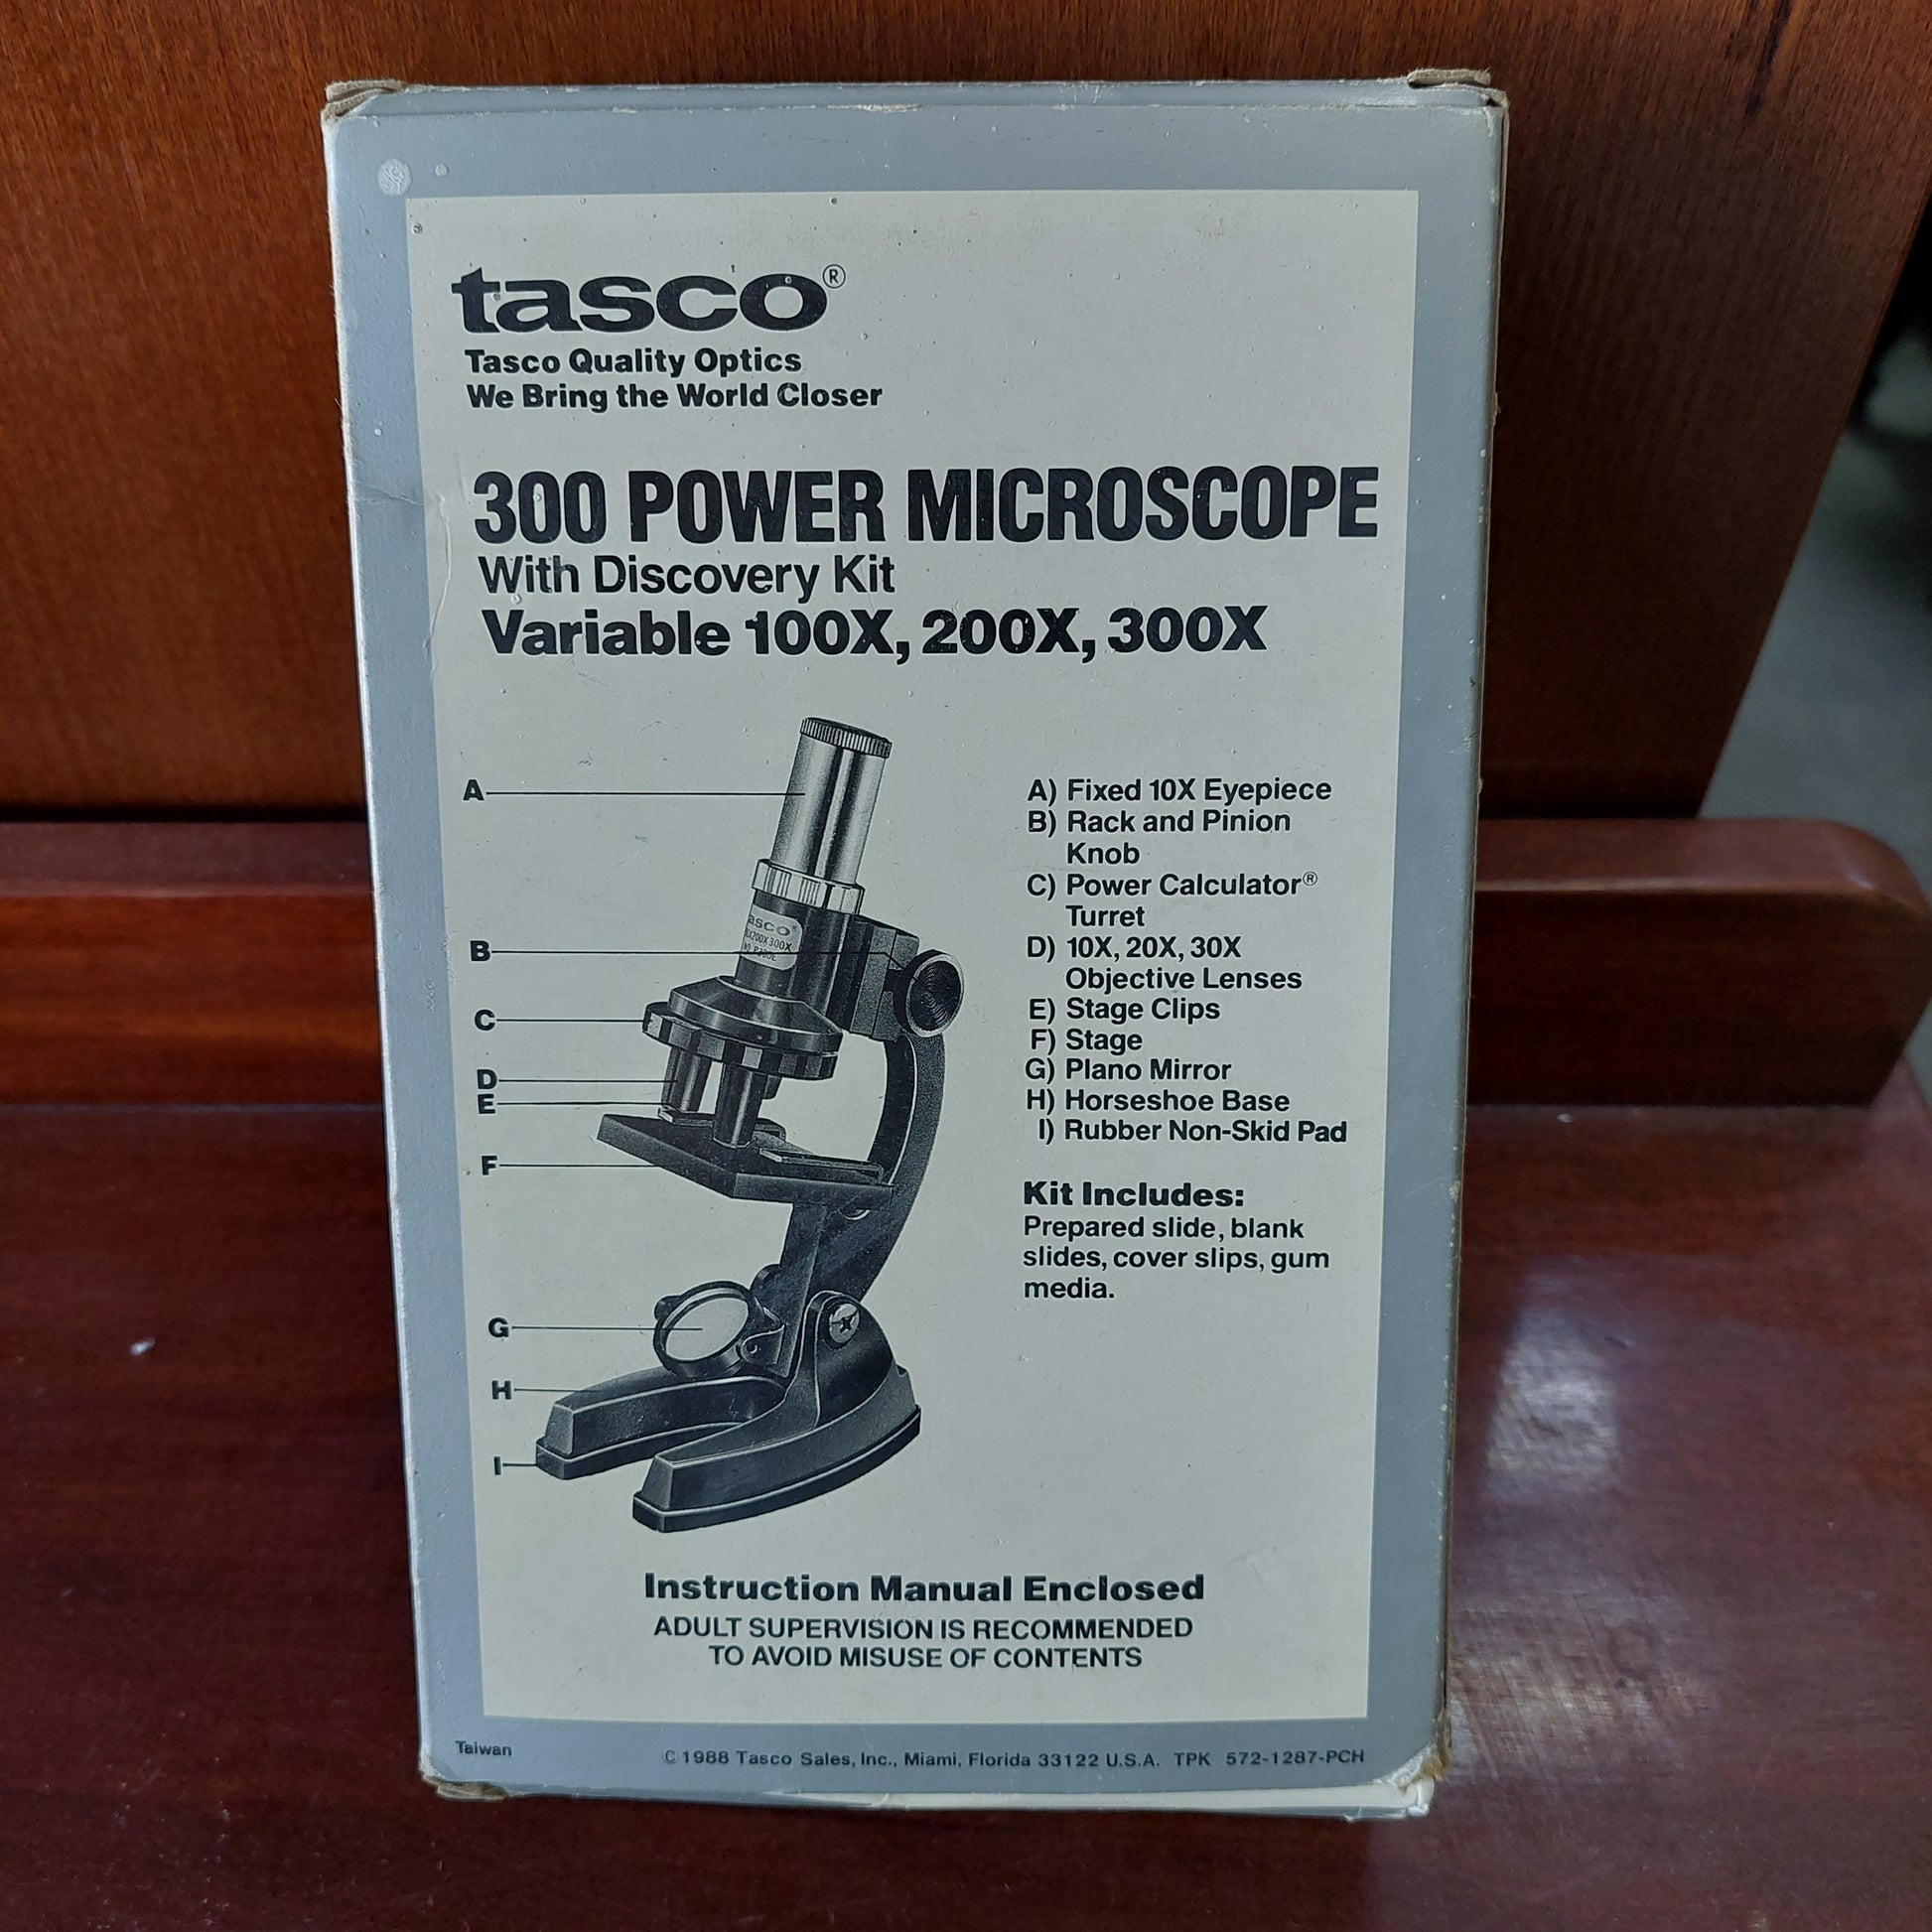 tasco®
Tasco Quality Optics
We Bring the World Closer
300 POWER MICROSCOPE
With Discovery Kit
Variable 100X, 200X, 300X
A
B
C
D
E
F
G
H
I
asco
200X 300X
A) Fixed 10X Eyepiece
B) Rack and Pinion
Knob
C) Power Calculator®
Turret
D) 10X, 20X, 30X
Objective Lenses
E) Stage Clips
F) Stage
G) Plano Mirror
H) Horseshoe Base
I) Rubber Non-Skid Pad
Kit Includes:
Prepared slide, blank
slides, cover slips, gum
media.
Instruction Manual Enclosed
ADULT SUPERVISION IS RECOMMENDED
TO AVOID MISUSE OF CONTENTS
Taiwan
© 1988 Tasco Sales, Inc., Miami, Florida 33122 U.S.A. TPK 572-1287-PCH